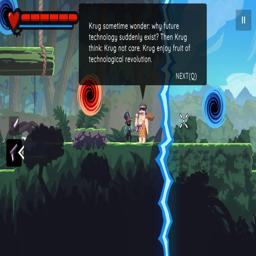 Krug sometime wonder: why future
technology suddenly exist? Then Krug
think: Krug not care. Krug enjoy fruit of
technological revolution.
NEXT(Q)